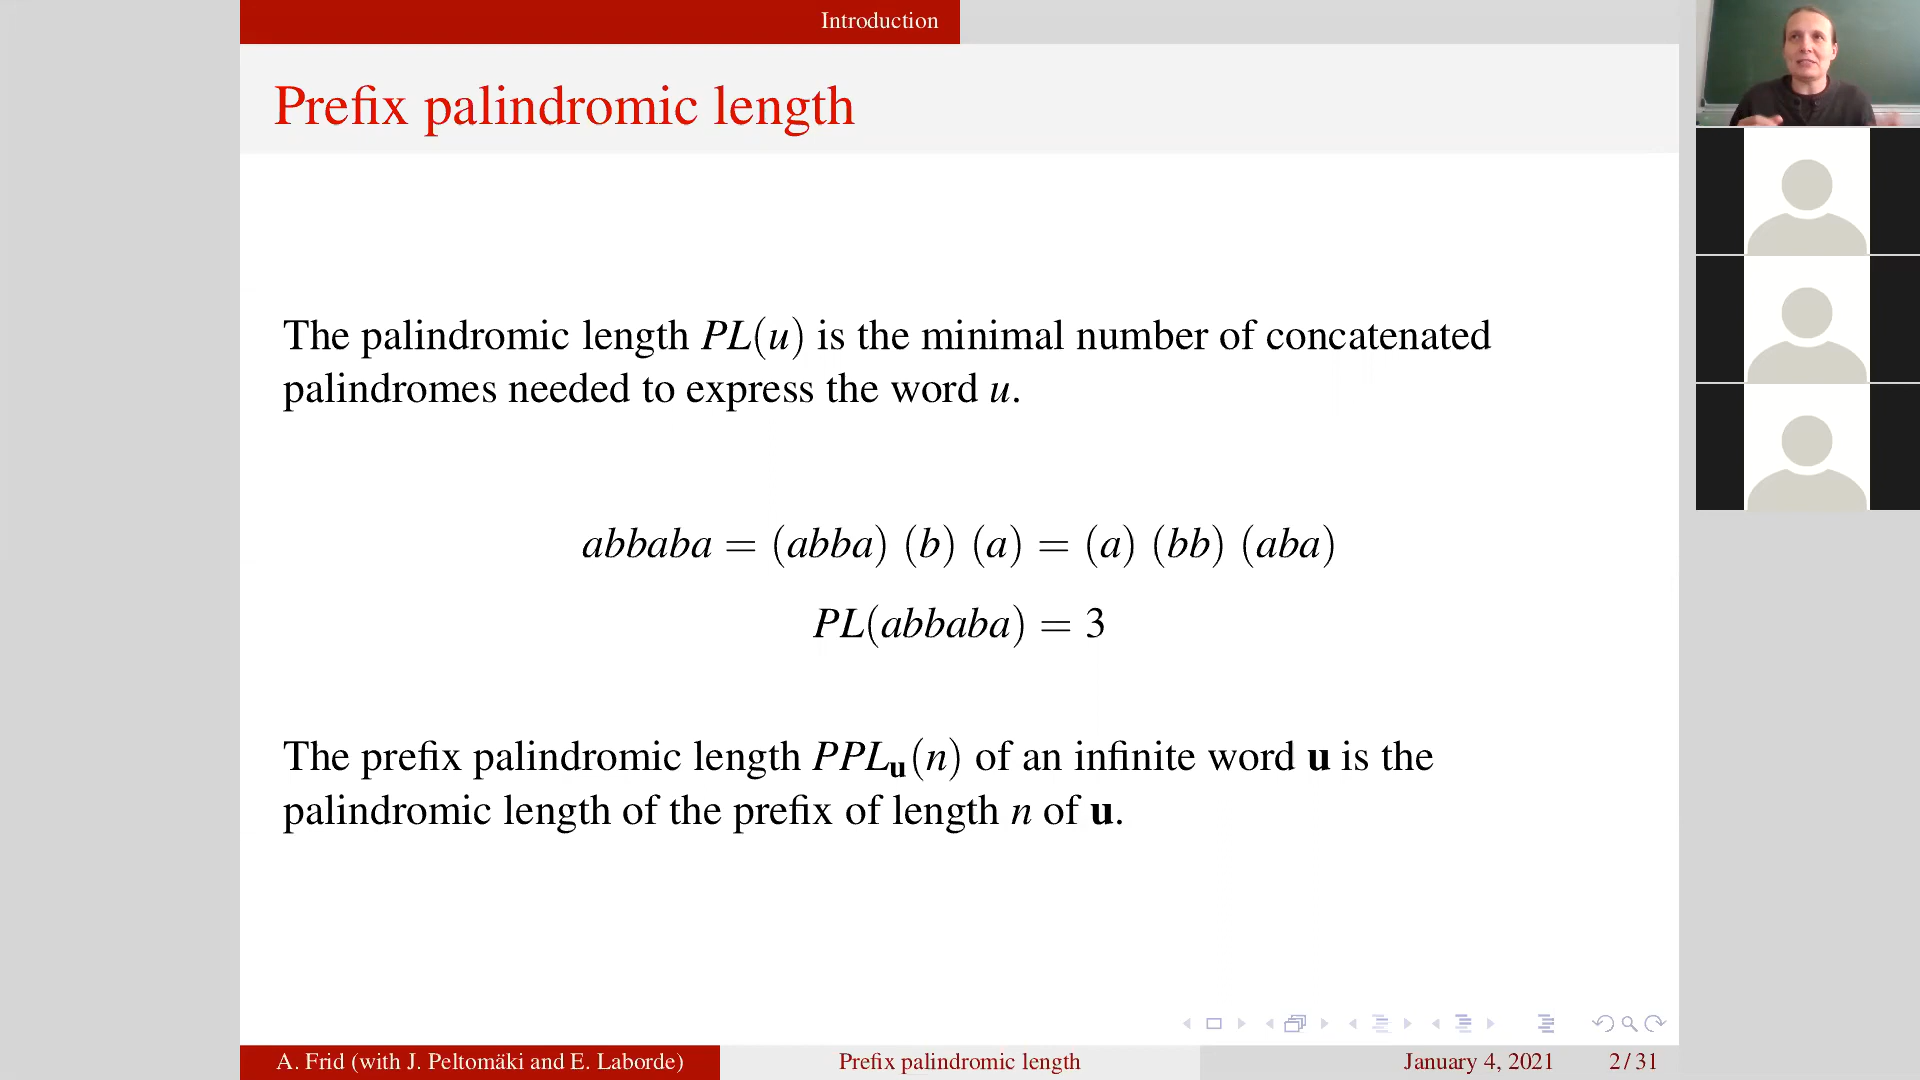 Introduction
Prefix palindromic length
The palindromic length PL(u) is the minimal number of concatenated
palindromes needed to express the word u.
abbaba = (abba) (b) (a) = (a) (bb) (aba)
PL(abbaba) = 3
The prefix palindromic length PPL_u(n) of an infinite word u is the
palindromic length of the prefix of length n of u.
A. Frid (with J. Peltomäki and E. Laborde)
Prefix palindromic length
January 4, 2021
2 / 31